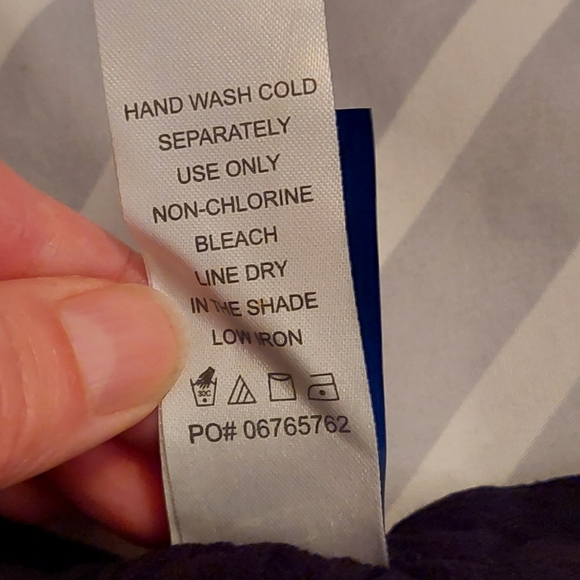 HAND WASH COLD
SEPARATELY
USE ONLY
NON-CHLORINE
BLEACH
LINE DRY
IN THE SHADE
LOW IRON
30C
PO# 06765762